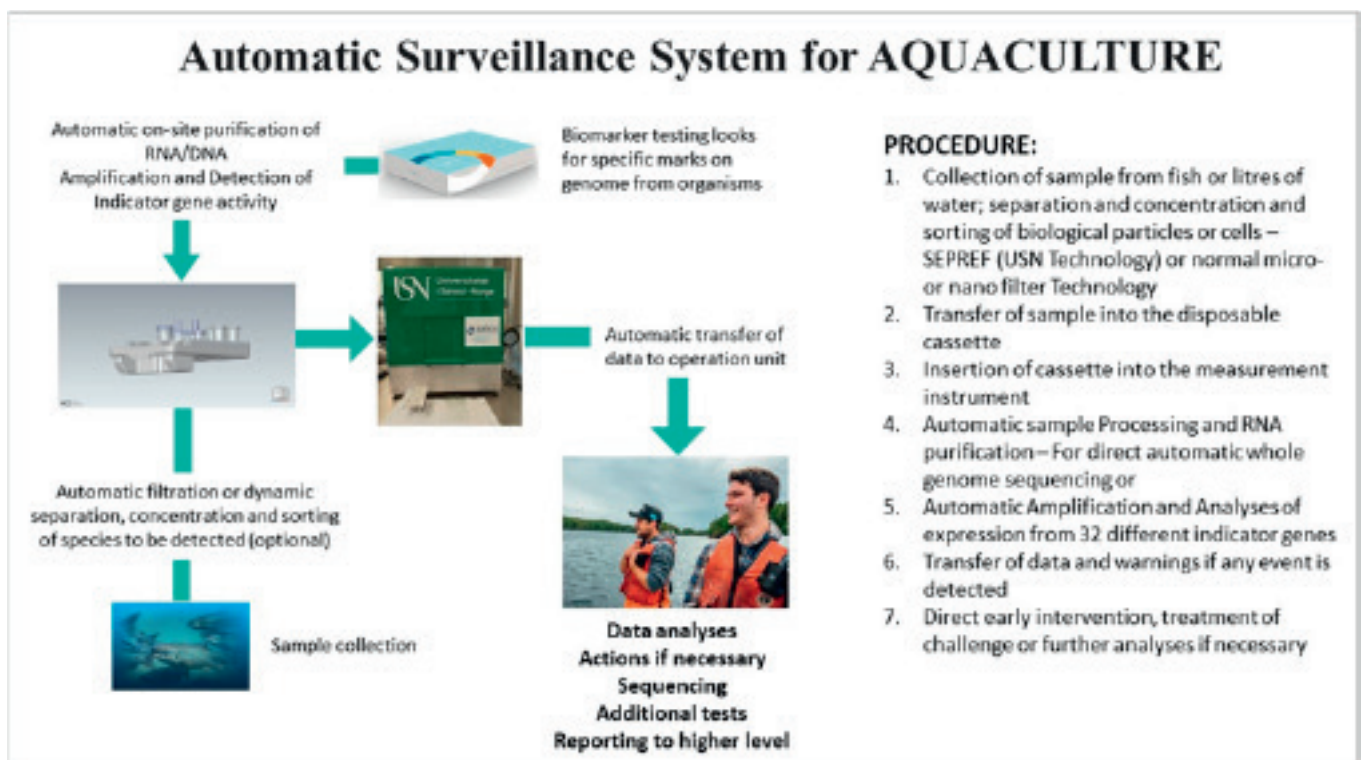 Automatic Surveillance System for AQUACULTURE
Automatic on-site purification of
RNA/DNA
Amplification and Detection of
Indicator gene activity
Biomarker testing looks
for specific marks on
genome from organisms
USN
Automatic transfer of
data to operation unit
Automatic filtration or dynamic
separation, concentration and sorting
of species to be detected (optional)
Sample collection
Data analyses
Actions if necessary
Sequencing
Additional tests
Reporting to higher level
PROCEDURE:
1. Collection of sample from fish or litres of
water; separation and concentration and
sorting of biological particles or cells –
SEPREF (USN Technology) or normal micro-
or nano filter Technology
2. Transfer of sample into the disposable
cassette
3. Insertion of cassette into the measurement
instrument
4. Automatic sample Processing and RNA
purification – For direct automatic whole
genome sequencing or
5. Automatic Amplification and Analyses of
expression from 32 different indicator genes
6. Transfer of data and warnings if any event is
detected
7. Direct early intervention, treatment of
challenge or further analyses if necessary